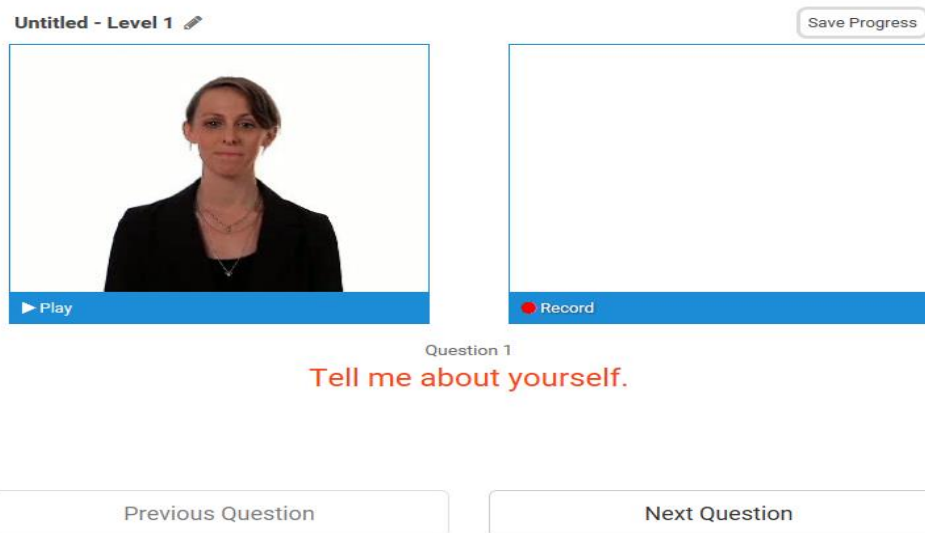 Untitled - Level 1
Save Progress
Play
Record
Question 1
Tell me about yourself.
Previous Question
Next Question